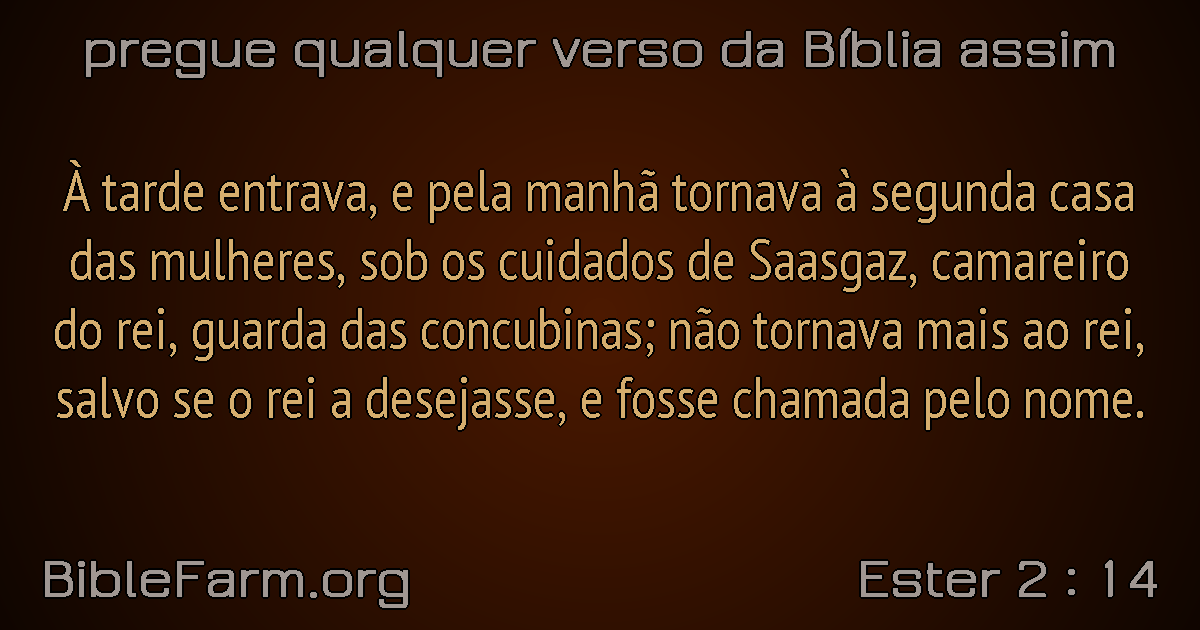 pregue qualquer verso da Bíblia assim
À tarde entrava, e pela manhã tornava à segunda casa
das mulheres, sob os cuidados de Saasgaz, camareiro
do rei, guarda das concubinas; não tornava mais ao rei,
salvo se o rei a desejasse, e fosse chamada pelo nome.
BibleFarm.org
Ester 2 : 14